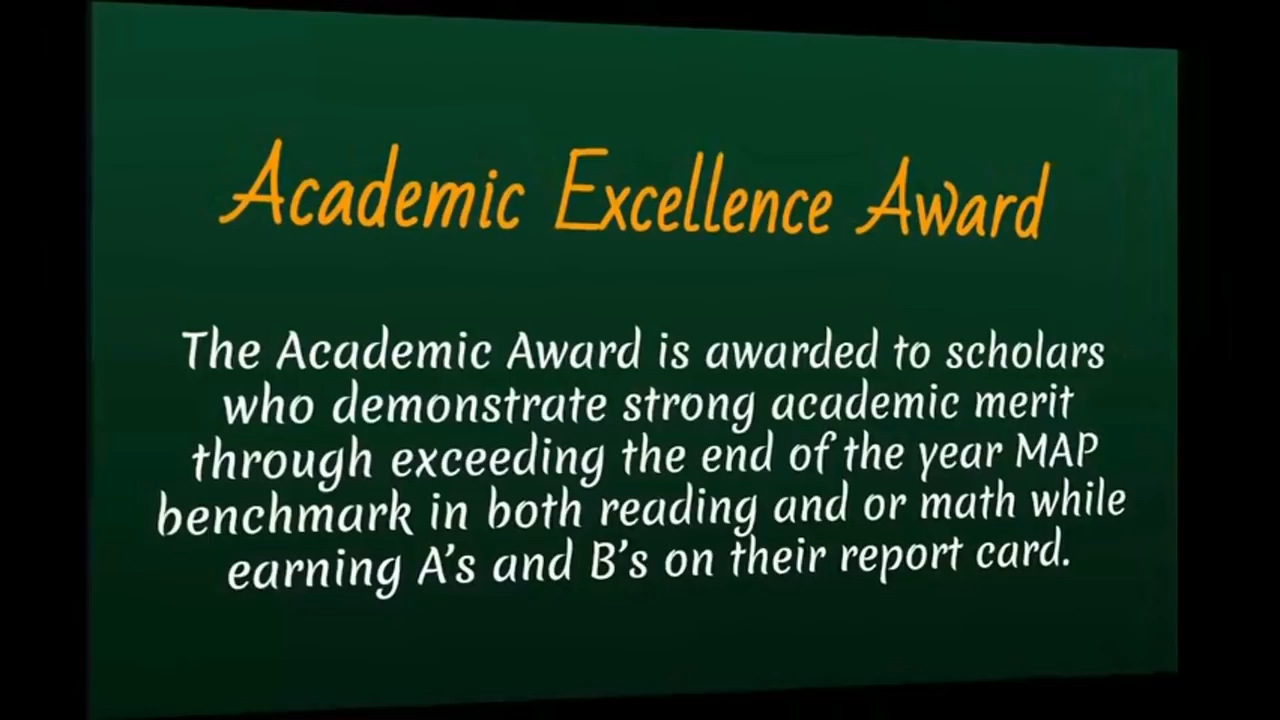 Academic Excellence Award
The Academic Award is awarded to scholars
who demonstrate strong academic merit
through exceeding the end of the year MAP
benchmark in both reading and or math while
earning A's and B's on their report card.